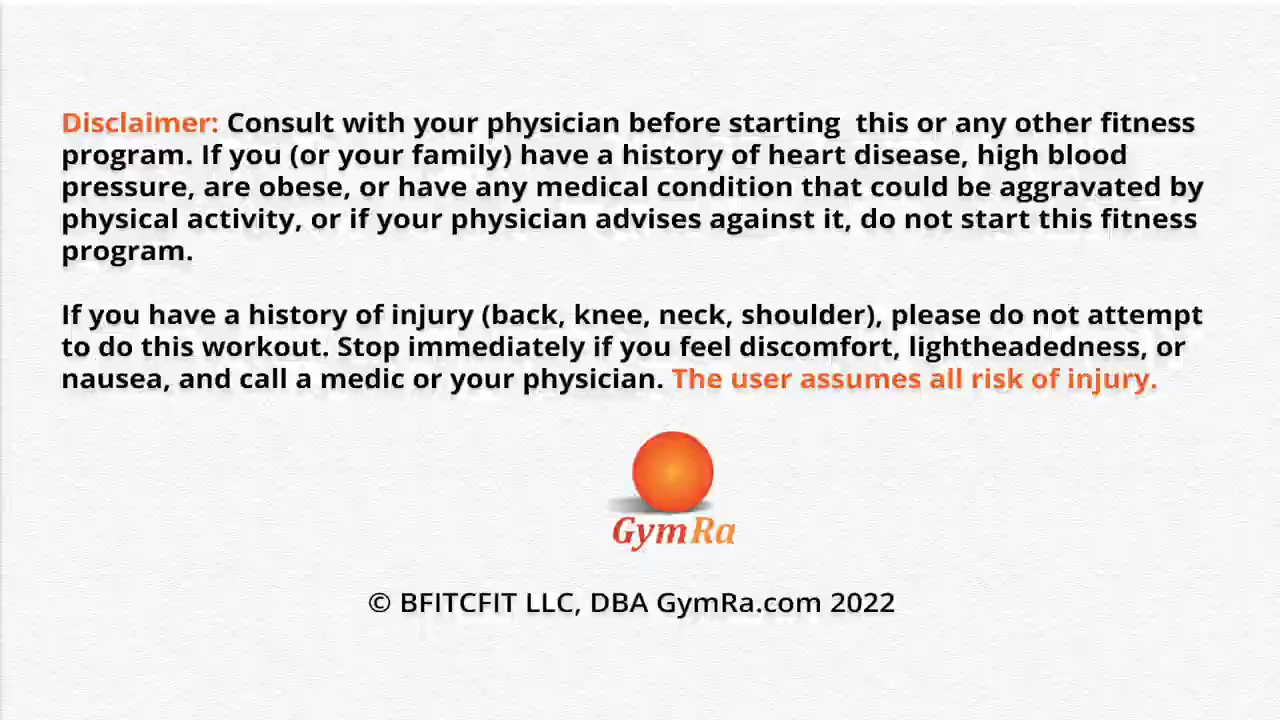 Disclaimer: Consult with your physician before starting  this or any other fitness
program. If you (or your family) have a history of heart disease, high blood
pressure, are obese, or have any medical condition that could be aggravated by
physical activity, or if your physician advises against it, do not start this fitness
program.
If you have a history of injury (back, knee, neck, shoulder), please do not attempt
to do this workout. Stop immediately if you feel discomfort, lightheadedness, or
nausea, and call a medic or your physician. The user assumes all risk of injury.
GymRa
© BFITCFIT LLC, DBA GymRa.com 2022